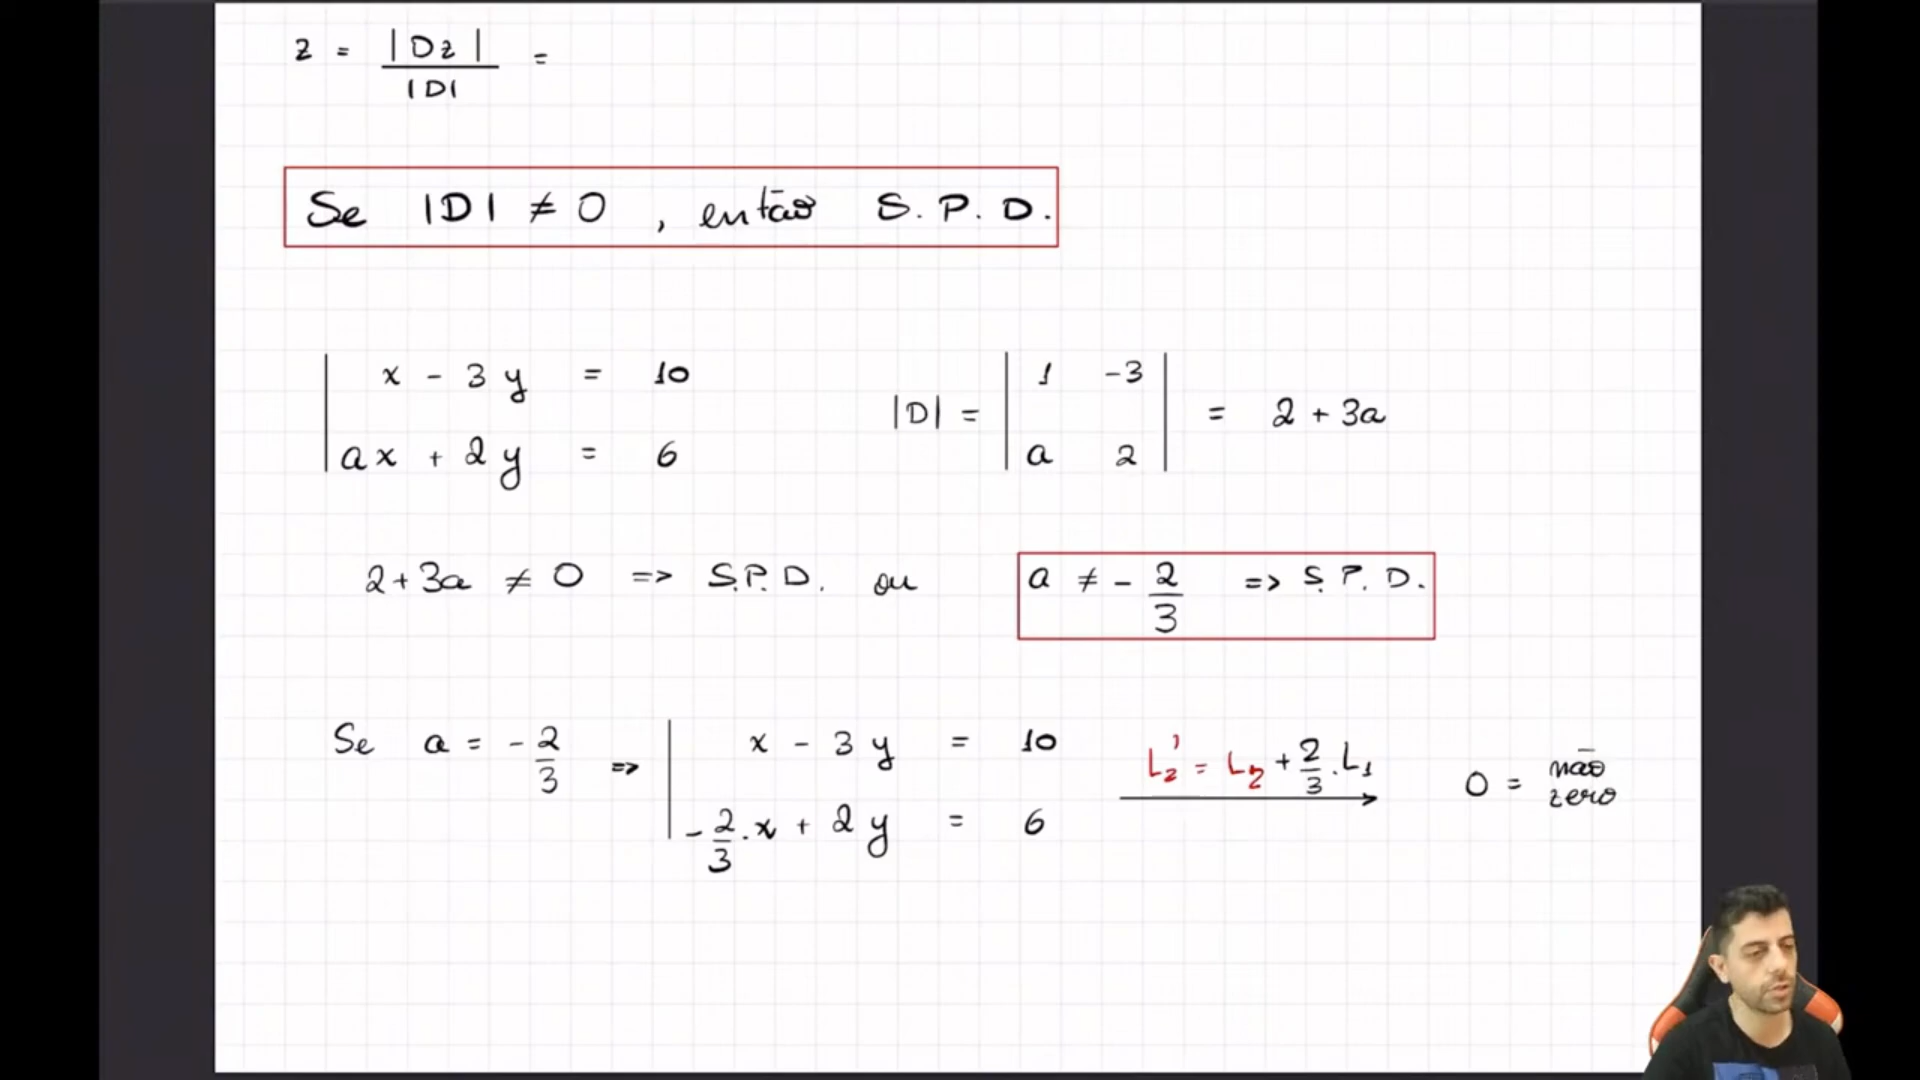 z = |Dz| / |D| =
Se |D| ≠ 0 , então S. P. D.
x - 3y = 10
ax + 2y = 6
|D| = | 1 -3 | = 2 + 3a
| a 2 |
2 + 3a ≠ 0 => S.P.D. ou a ≠ - 2/3 => S. P. D.
Se a = - 2/3 =>
x - 3y = 10
- 2/3 . x + 2y = 6
L₂' = L₂ + 2/3 . L₁
0 = não zero